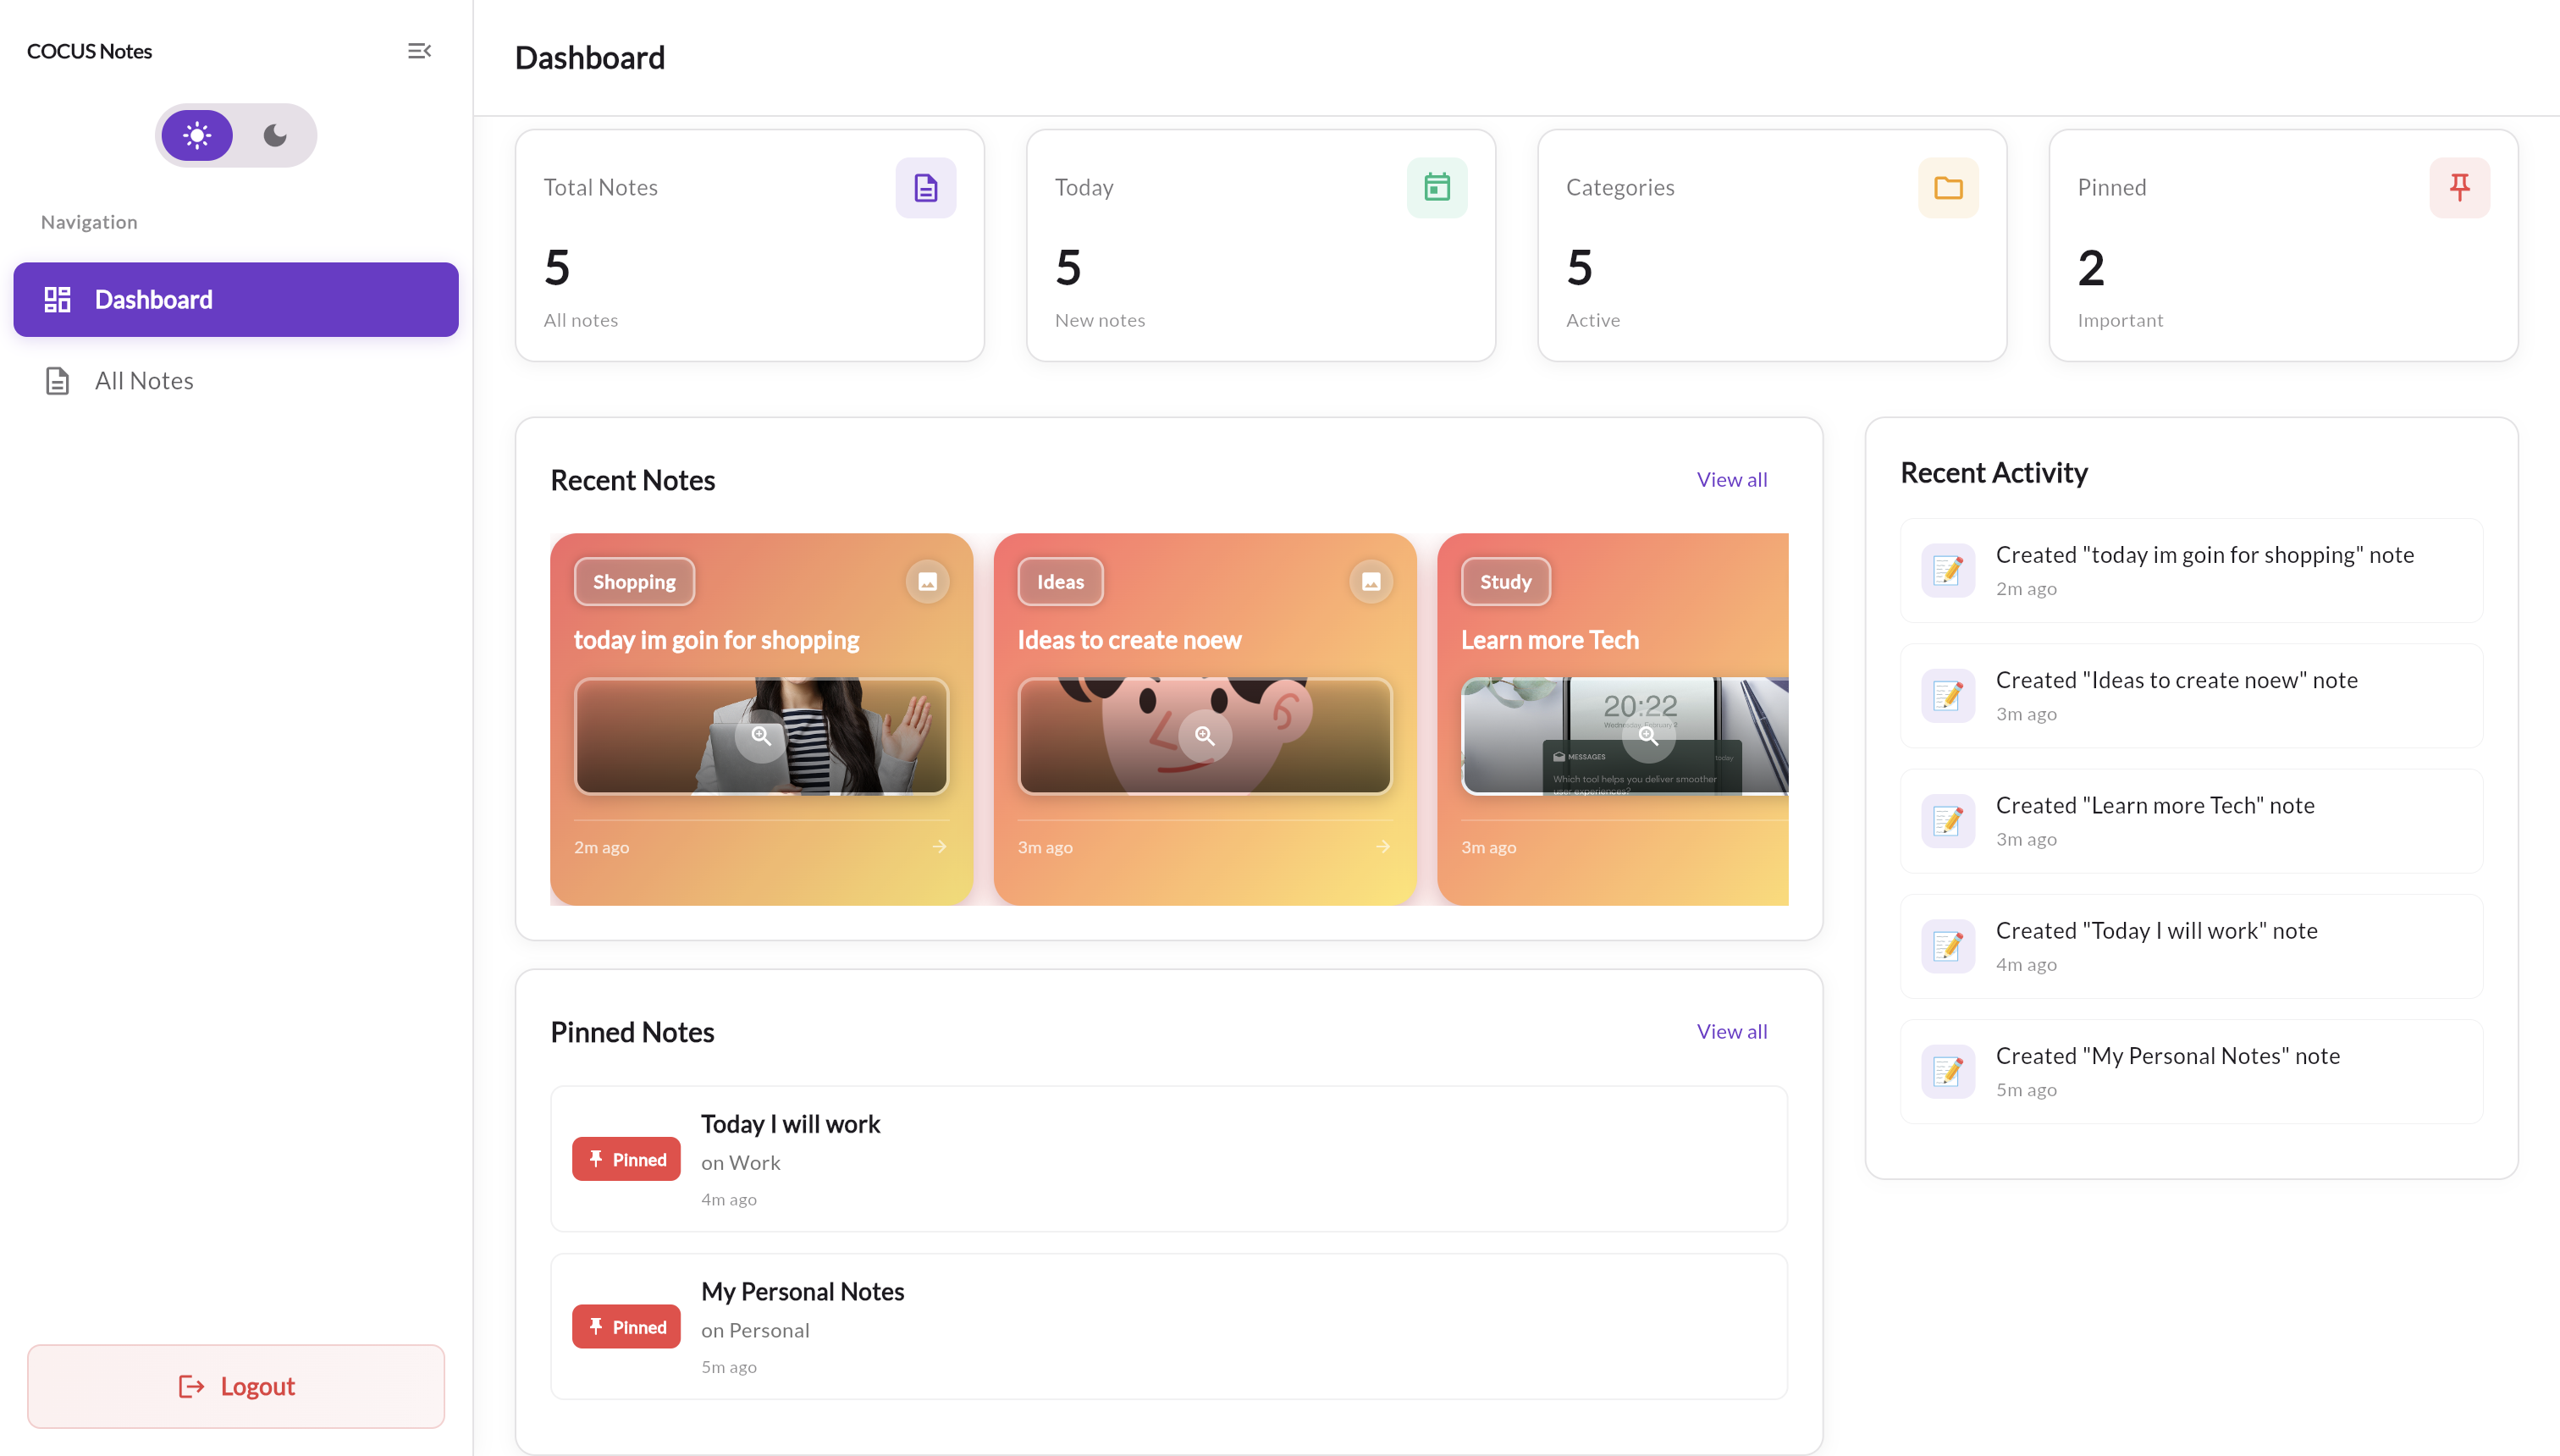 COCUS Notes
Navigation
Dashboard
All Notes
Logout
Dashboard
Total Notes
5
All notes
Today
5
New notes
Categories
5
Active
Pinned
2
Important
Recent Notes
View all
Shopping
today im goin for shopping
2m ago
Ideas
Ideas to create noew
3m ago
Study
Learn more Tech
20:22
Wednesday, February 2
MESSAGES
today
Which tool helps you deliver smoother
user experiences?
3m ago
Pinned Notes
View all
Pinned
Today I will work
on Work
4m ago
Pinned
My Personal Notes
on Personal
5m ago
Recent Activity
Created "today im goin for shopping" note
2m ago
Created "Ideas to create noew" note
3m ago
Created "Learn more Tech" note
3m ago
Created "Today I will work" note
4m ago
Created "My Personal Notes" note
5m ago